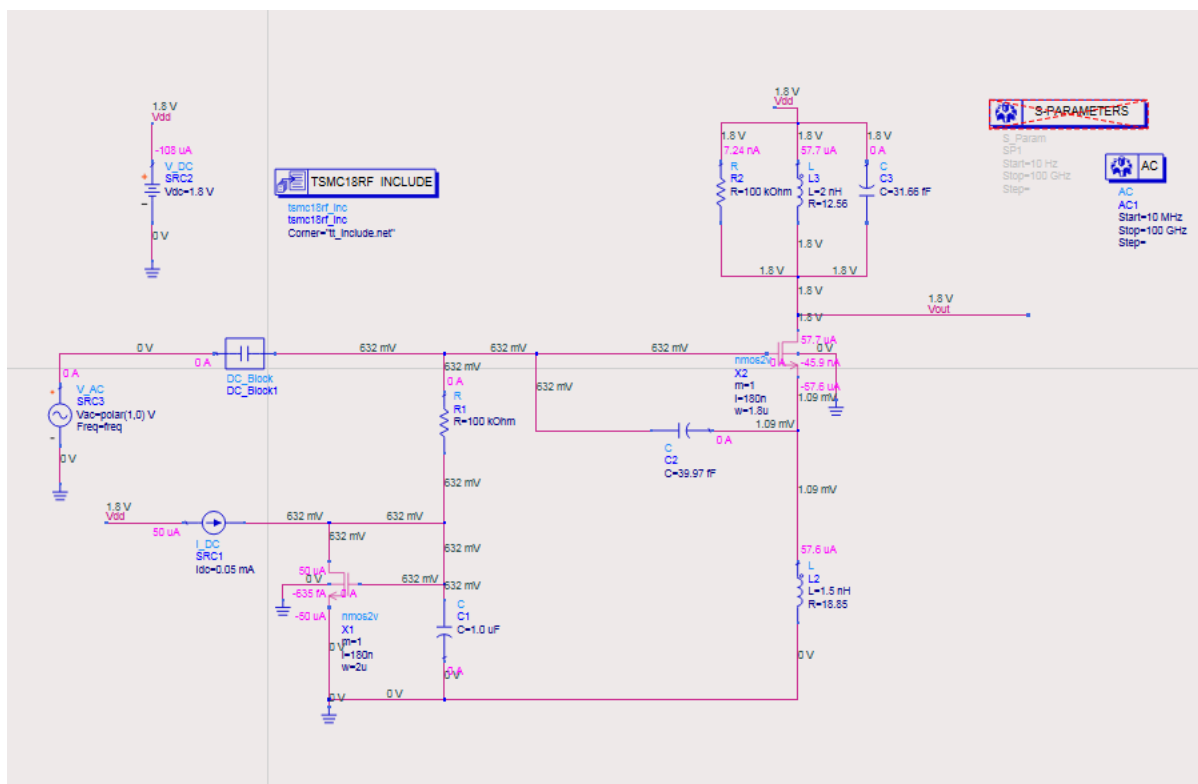 1.8 V
Vdd
-108 uA
V_DC
SRC2
Vdc=1.8 V
0 V
TSMC18RF INCLUDE
tsmc18rf_inc
tsmc18rf_inc
Corner="tt_include.net"
1.8 V
Vdd
1.8 V
1.8 V
1.8 V
7.24 nA
57.7 uA
0 A
R
R2
R=100 kOhm
L
L3
L=2 nH
R=12.56
C
C3
C=31.66 fF
1.8 V
1.8 V
1.8 V
1.8 V
1.8 V
Vout
1.8 V
S-PARAMETERS
S_Param
SP1
Start=10 Hz
Stop=100 GHz
Step=
AC
AC
AC1
Start=10 MHz
Stop=100 GHz
Step=
0 V
0 A
DC_Block
DC_Block1
632 mV
632 mV
632 mV
0 A
V_AC
SRC3
Vac=polar(1,0) V
Freq=freq
0 V
632 mV
0 A
R
R1
R=100 kOhm
632 mV
632 mV
57.7 uA
0 V
nmos2v
0 A
-45.9 nA
X2
m=1
l=180n
w=1.8u
-57.6 uA
1.09 mV
1.09 mV
0 A
C
C2
C=39.97 fF
1.09 mV
1.8 V
Vdd
50 uA
I_DC
SRC1
Idc=0.05 mA
632 mV
632 mV
632 mV
632 mV
50 uA
0 V
632 mV
632 mV
-635 fA
0 A
-50 uA
nmos2v
X1
m=1
l=180n
w=2u
0 V
C
C1
C=1.0 uF
0 A
0 V
57.6 uA
L
L2
L=1.5 nH
R=18.85
0 V
0 V
0 V